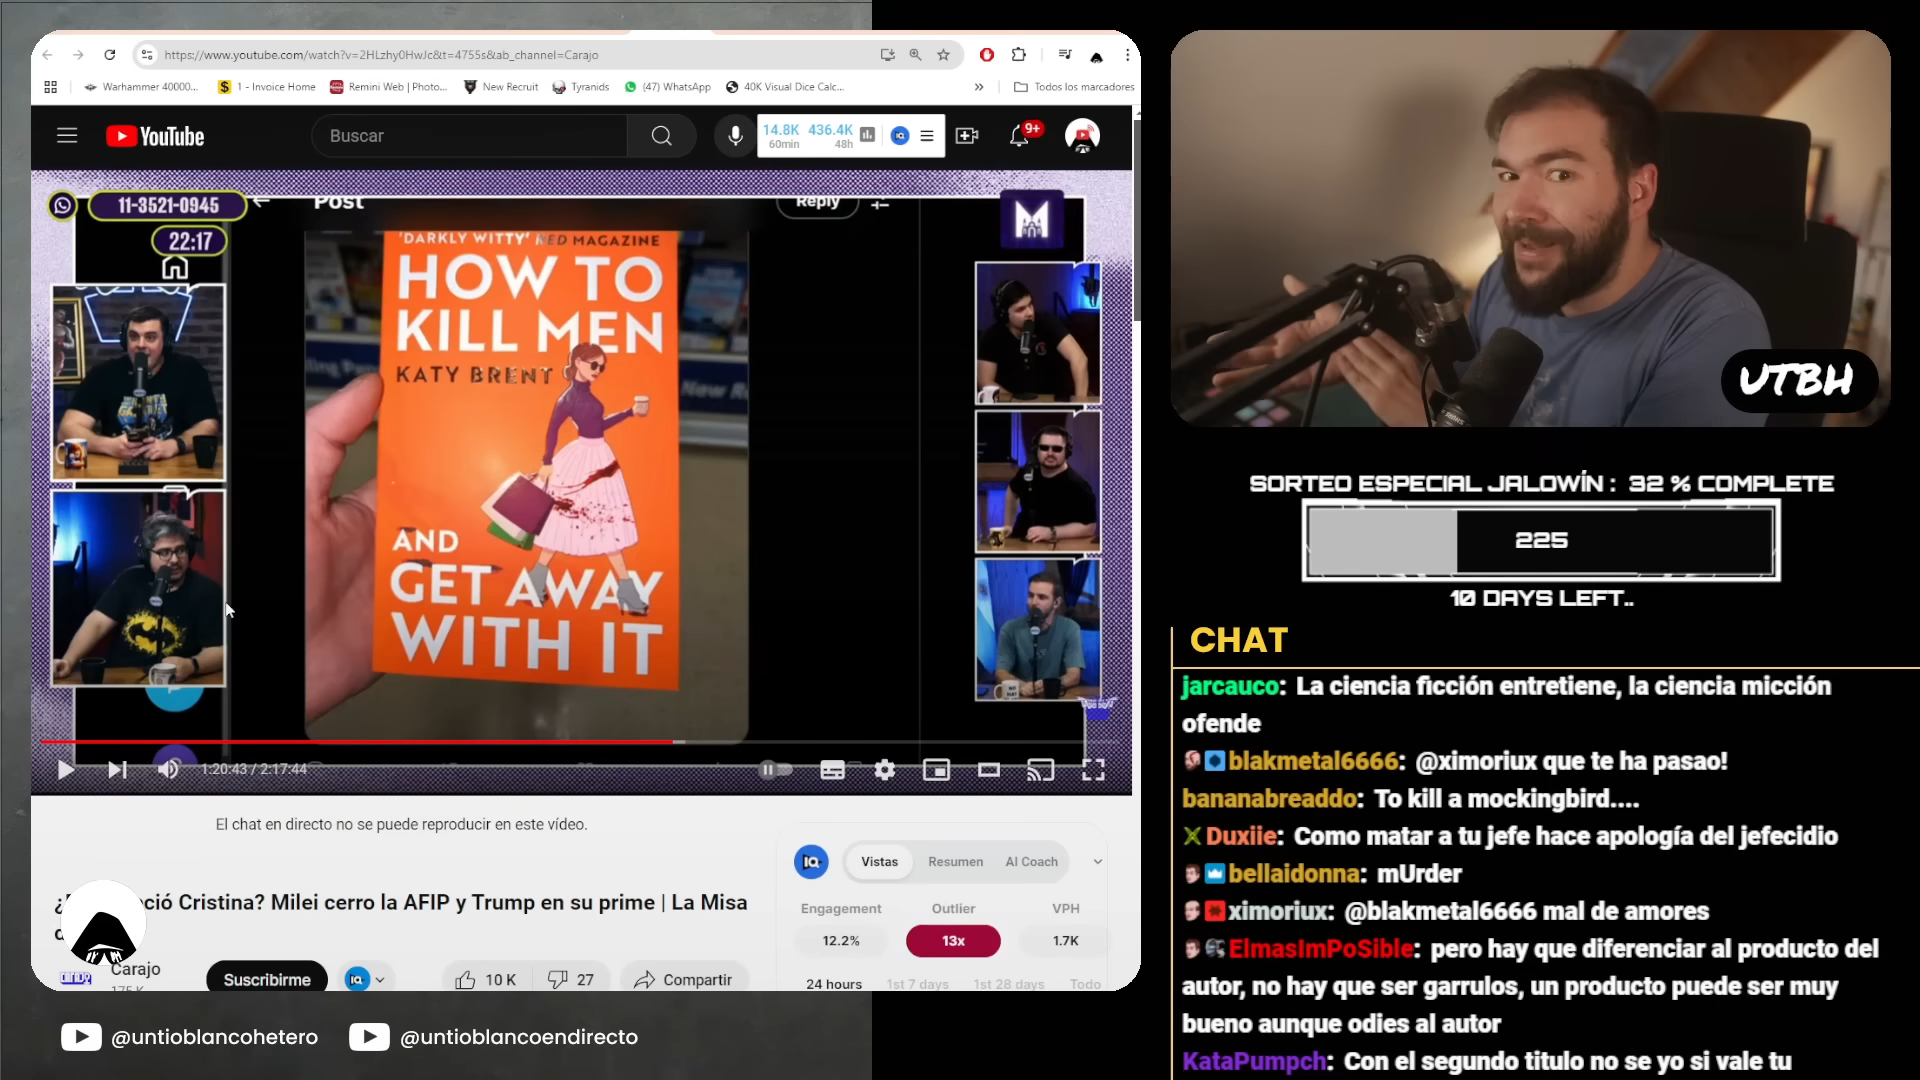 https://www.youtube.com/watch?v=2HLzhy0HwJc&t=4755s&ab_channel=Carajo
Warhammer 40000...
1 - Invoice Home
Remini Web | Photo...
New Recruit
Tyranids
(47) WhatsApp
40K Visual Dice Calc...
»
Todos los marcadores
YouTube
Buscar
14.8K 436.4K
60min 48h
9+
11-3521-0945
22:17
Post
Reply
M
'DARKLY WITTY' RED MAGAZINE
HOW TO
KILL MEN
KATY BRENT
AND
GET AWAY
WITH IT
1:20:43 / 2:17:44
El chat en directo no se puede reproducir en este vídeo.
Vistas
Resumen
AI Coach
Engagement
Outlier
VPH
12.2%
13x
1.7K
24 hours
1st 7 days
1st 28 days
Todo
ció Cristina? Milei cerro la AFIP y Trump en su prime | La Misa
Carajo
Suscribirme
10 K
27
Compartir
@untioblancohetero
@untioblancoendirecto
UTBH
SORTEO ESPECIAL JALOWÍN : 32 % COMPLETE
225
10 DAYS LEFT..
CHAT
jarcauco: La ciencia ficción entretiene, la ciencia micción
ofende
blakmetal6666: @ximoriux que te ha pasao!
bananabreaddo: To kill a mockingbird....
Duxiie: Como matar a tu jefe hace apología del jefecidio
bellaidonna: mUrder
ximoriux: @blakmetal6666 mal de amores
ElmasImPoSible: pero hay que diferenciar al producto del
autor, no hay que ser garrulos, un producto puede ser muy
bueno aunque odies al autor
KataPumpch: Con el segundo titulo no se yo si vale tu